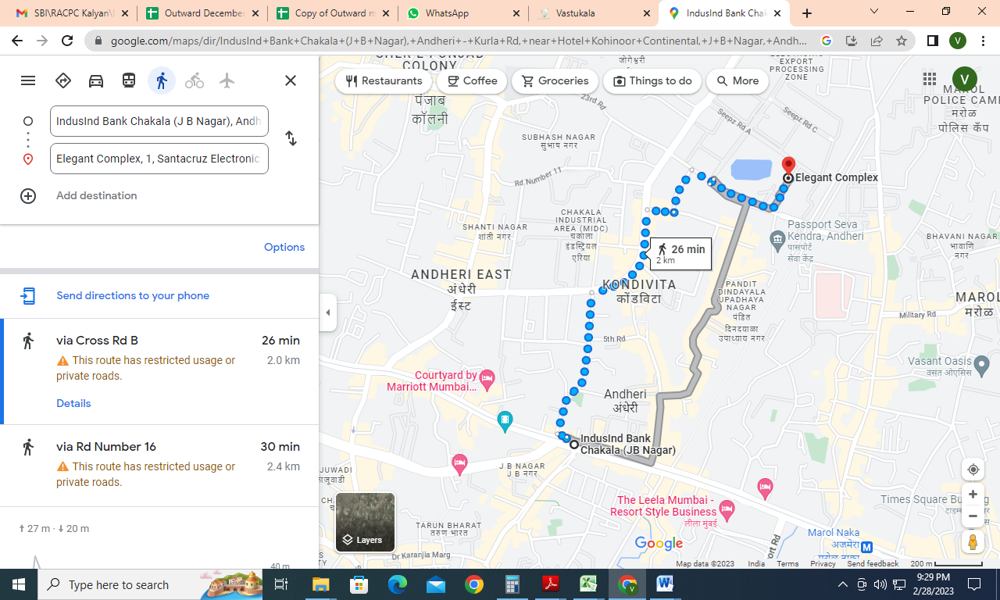 SBI\RACPC Kalyan\
Outward December
Copy of Outward m
WhatsApp
Vastukala
IndusInd Bank Chak
google.com/maps/dir/IndusInd+Bank+Chakala+(J+B+Nagar),+Andheri+-+Kurla+Rd,+near+Hotel+Kohinoor+Continental,+J+B+Nagar,+Andh...
V
IndusInd Bank Chakala (J B Nagar), Andh
Elegant Complex, 1, Santacruz Electronic
Add destination
Options
Send directions to your phone
via Cross Rd B
26 min
This route has restricted usage or
2.0 km
private roads.
Details
via Rd Number 16
30 min
This route has restricted usage or
2.4 km
private roads.
27 m · 20 m
40 m
Restaurants
Coffee
Groceries
Things to do
More
V
SHER E PUNJAB
COLONY
पंजाब
कॉलनी
जोगेश्वरी
EXPORT
PROCESSING
ZONE
MAROL
POLICE CAMP
मरोळ
पोलिस कॅंप
23rd Rd
Seepz Rd A
Seepz Rd C
SUBHASH NAGAR
सुभाष नगर
Rd Number 11
Elegant Complex
CHAKALA
INDUSTRIAL
AREA (MIDC)
चकाला
इंडस्ट्रियल
एरिया
SHANTI NAGAR
शांती नगर
Passport Seva
Kendra, Andheri
पासपोर्ट
सेवा केंद्र
BHAVANI NAGAR
भवानी
नगर
26 min
2 km
ANDHERI EAST
अंधेरी
ईस्ट
KONDIVITA
कोंडविटा
PANDIT
DINDAYALA
UPADHAYA
NAGAR
पंडित
दिनदयाळा
उपाध्याय नगर
MAROL
मरोळ
Military Rd
5th Rd
Vasant Oasis
वसंत ओएसिस
Courtyard by
Marriott Mumbai...
Andheri
अंधेरी
IndusInd Bank
Chakala (JB Nagar)
J B NAGAR
J B नगर
The Leela Mumbai -
Resort Style Business
लीला मुंबई
Times Square Bu
TARUN BHARAT
तरुण भारत
Dr Karanjia Marg
Marol Naka
Layers
Google
Map data ©2023
India
Terms
Privacy
Send feedback
200 m
Type here to search
9:29 PM
2/28/2023